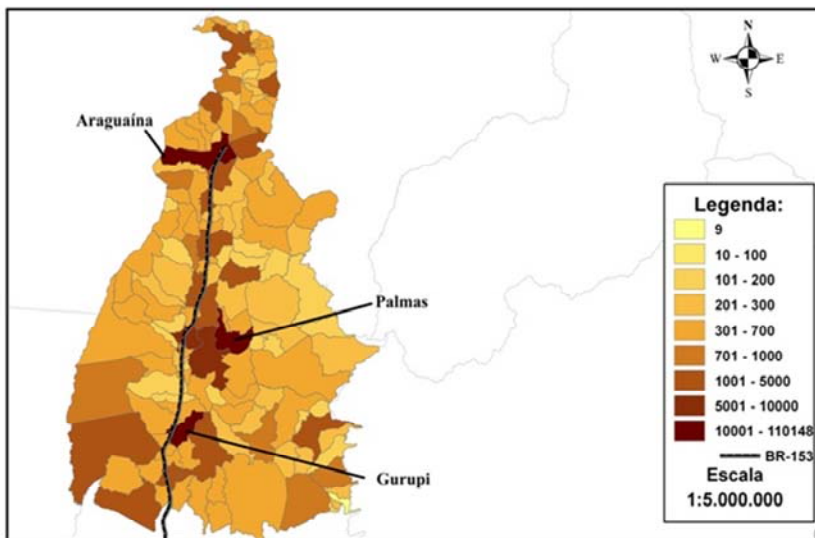 N
W E
S
Araguaína
Palmas
Gurupi
Legenda:
9
10 - 100
101 - 200
201 - 300
301 - 700
701 - 1000
1001 - 5000
5001 - 10000
10001 - 110148
BR-153
Escala
1:5.000.000